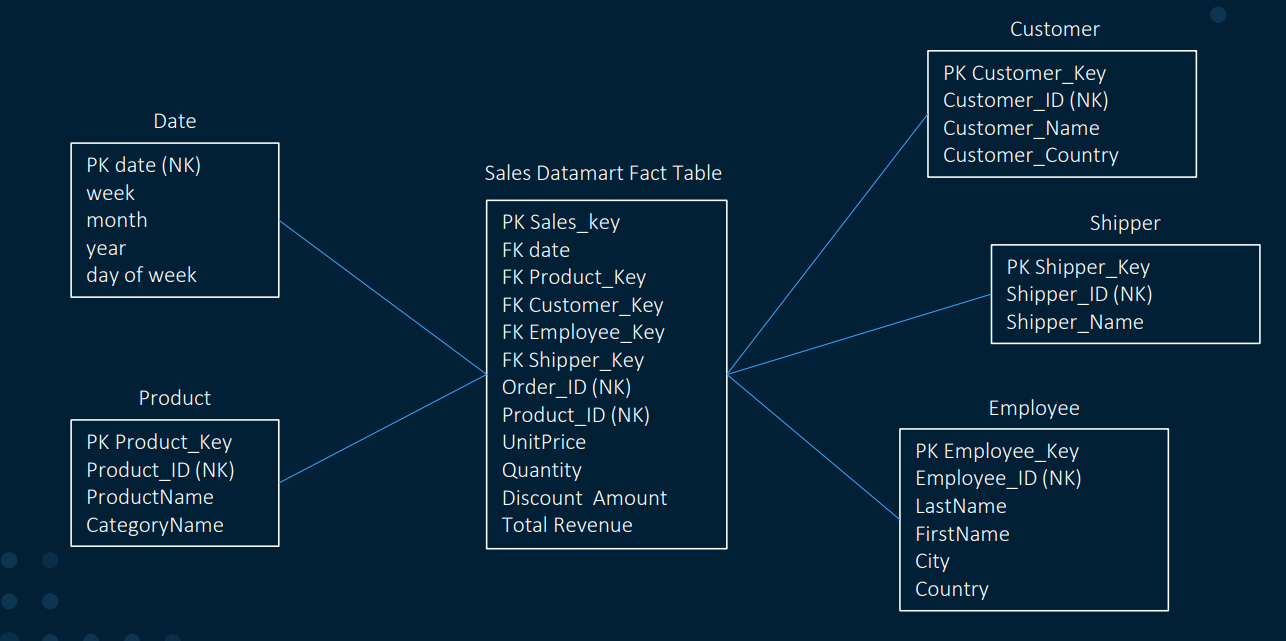 Date
PK date (NK)
week
month
year
day of week
Product
PK Product_Key
Product_ID (NK)
ProductName
CategoryName
Sales Datamart Fact Table
PK Sales_key
FK date
FK Product_Key
FK Customer_Key
FK Employee_Key
FK Shipper_Key
Order_ID (NK)
Product_ID (NK)
UnitPrice
Quantity
Discount  Amount
Total Revenue
Customer
PK Customer_Key
Customer_ID (NK)
Customer_Name
Customer_Country
Shipper
PK Shipper_Key
Shipper_ID (NK)
Shipper_Name
Employee
PK Employee_Key
Employee_ID (NK)
LastName
FirstName
City
Country